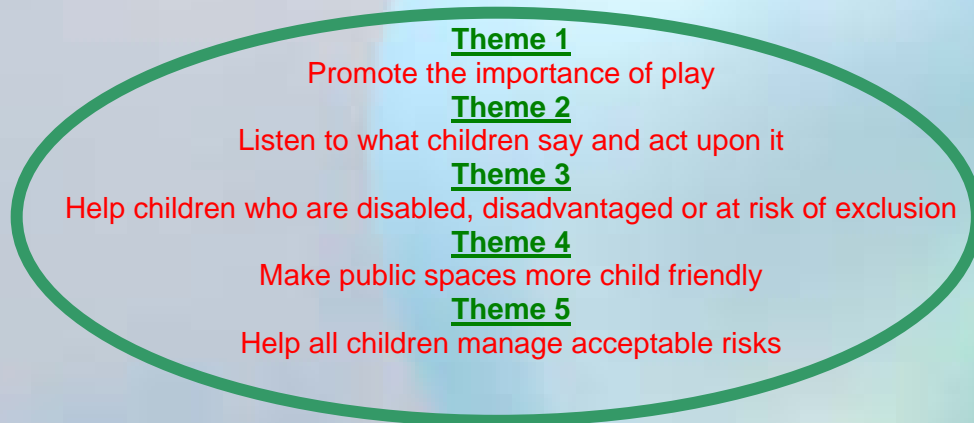 Theme 1
Promote the importance of play
Theme 2
Listen to what children say and act upon it
Theme 3
Help children who are disabled, disadvantaged or at risk of exclusion
Theme 4
Make public spaces more child friendly
Theme 5
Help all children manage acceptable risks